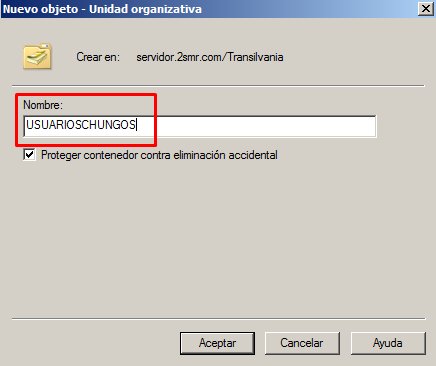 Nuevo objeto - Unidad organizativa
Crear en: servidor.2smr.com/Transilvania
Nombre:
USUARIOSCHUNGOS
Proteger contenedor contra eliminación accidental
Aceptar Cancelar Ayuda